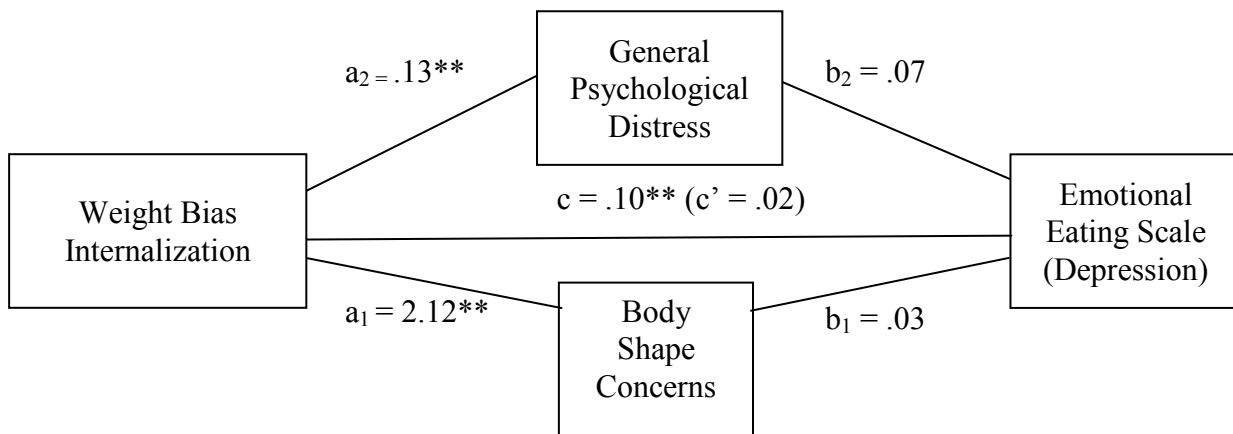 General
Psychological
Distress
a₂ = .13**
b₂ = .07
Weight Bias
Internalization
c = .10** (c’ = .02)
Emotional
Eating Scale
(Depression)
a₁ = 2.12**
Body
Shape
Concerns
b₁ = .03